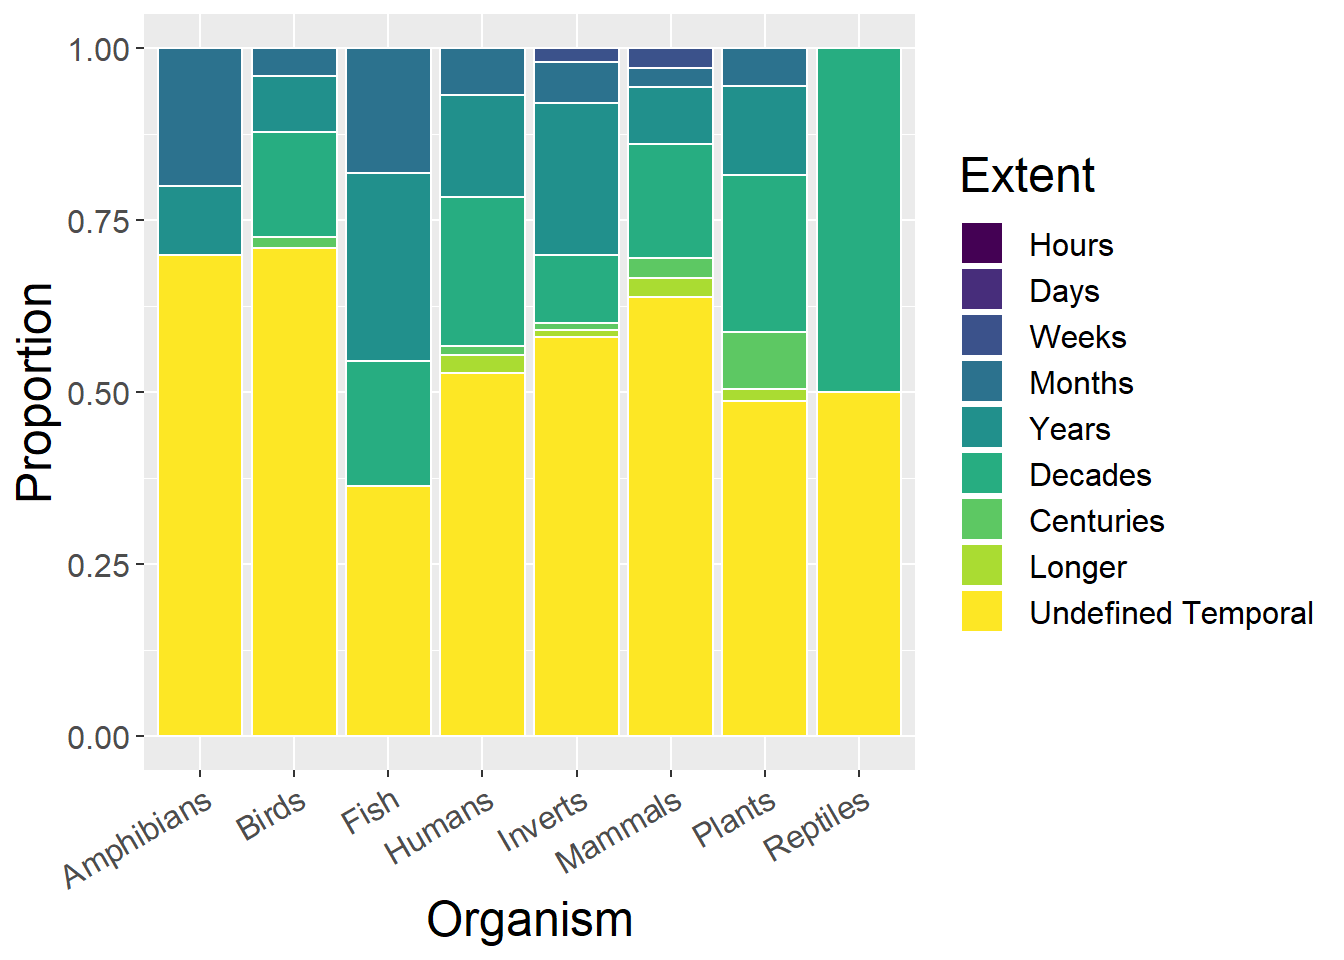 1.00
0.75
0.50
0.25
0.00
Proportion
Amphibians
Birds
Fish
Humans
Inverts
Mammals
Plants
Reptiles
Organism
Extent
Hours
Days
Weeks
Months
Years
Decades
Centuries
Longer
Undefined Temporal